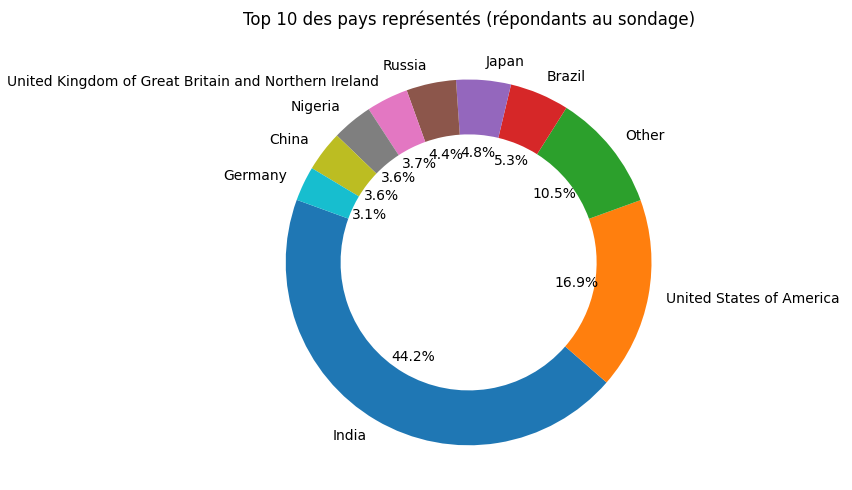 Top 10 des pays représentés (répondants au sondage)
Russia
Japan
Brazil
United Kingdom of Great Britain and Northern Ireland
Nigeria
China
Other
Germany
4.4%
4.8%
5.3%
3.7%
3.6%
3.6%
10.5%
3.1%
16.9%
United States of America
44.2%
India